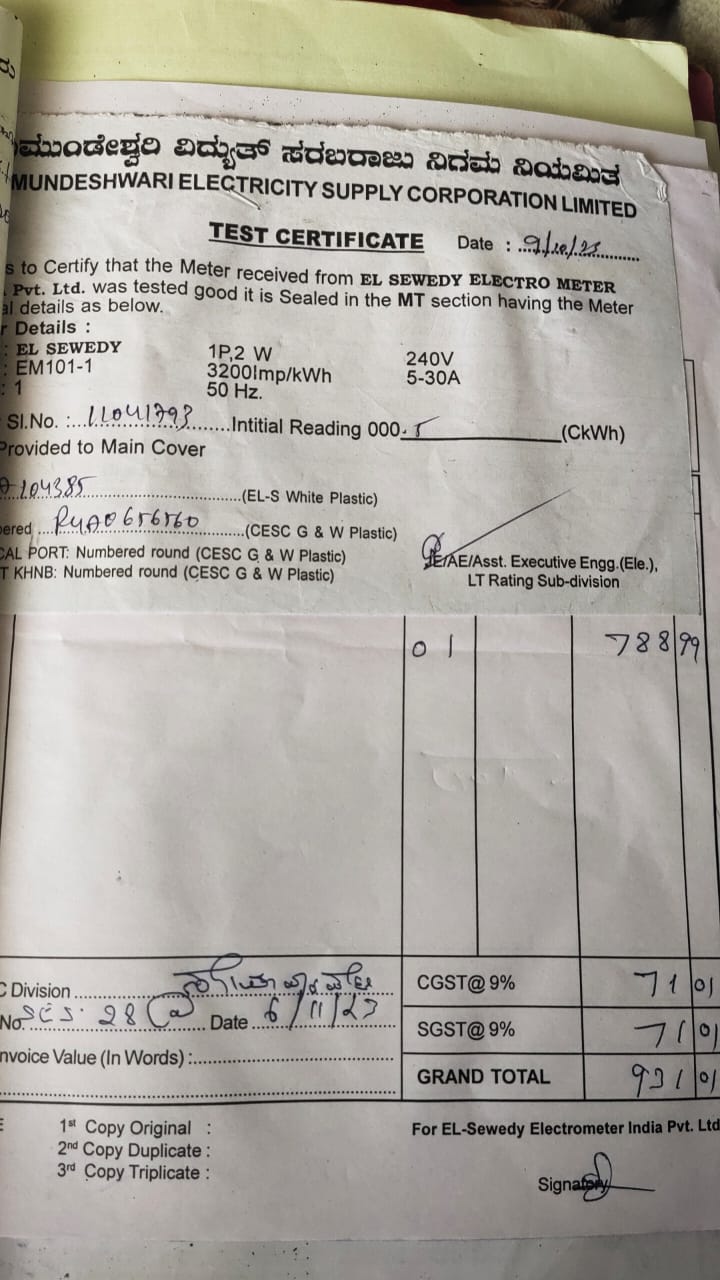 ಮುಂಡೇಶ್ವರಿ ವಿದ್ಯುತ್ ಸರಬರಾಜು ನಿಗಮ ನಿಯಮಿತ
MUNDESHWARI ELECTRICITY SUPPLY CORPORATION LIMITED
TEST CERTIFICATE Date :
s to Certify that the Meter received from EL SEWEDY ELECTRO METER
. Pvt. Ltd. was tested good it is Sealed in the MT section having the Meter
al details as below.
r Details :
: EL SEWEDY 1P,2 W 240V
: EM101-1 3200Imp/kWh 5-30A
: 1 50 Hz.
Sl.No. : 11041793 Intitial Reading 000. (CkWh)
Provided to Main Cover
104385 (EL-S White Plastic)
ered (CESC G & W Plastic)
CAL PORT: Numbered round (CESC G & W Plastic)
T KHNB: Numbered round (CESC G & W Plastic)
JE/AE/Asst. Executive Engg.(Ele.),
LT Rating Sub-division
01 788 99
C Division
No. 28 Date 6/11/23
nvoice Value (In Words) :
CGST@ 9% 71 01
SGST@ 9% 71 01
GRAND TOTAL 931 01
1st Copy Original :
2nd Copy Duplicate :
3rd Copy Triplicate :
For EL-Sewedy Electrometer India Pvt. Ltd
Signatory